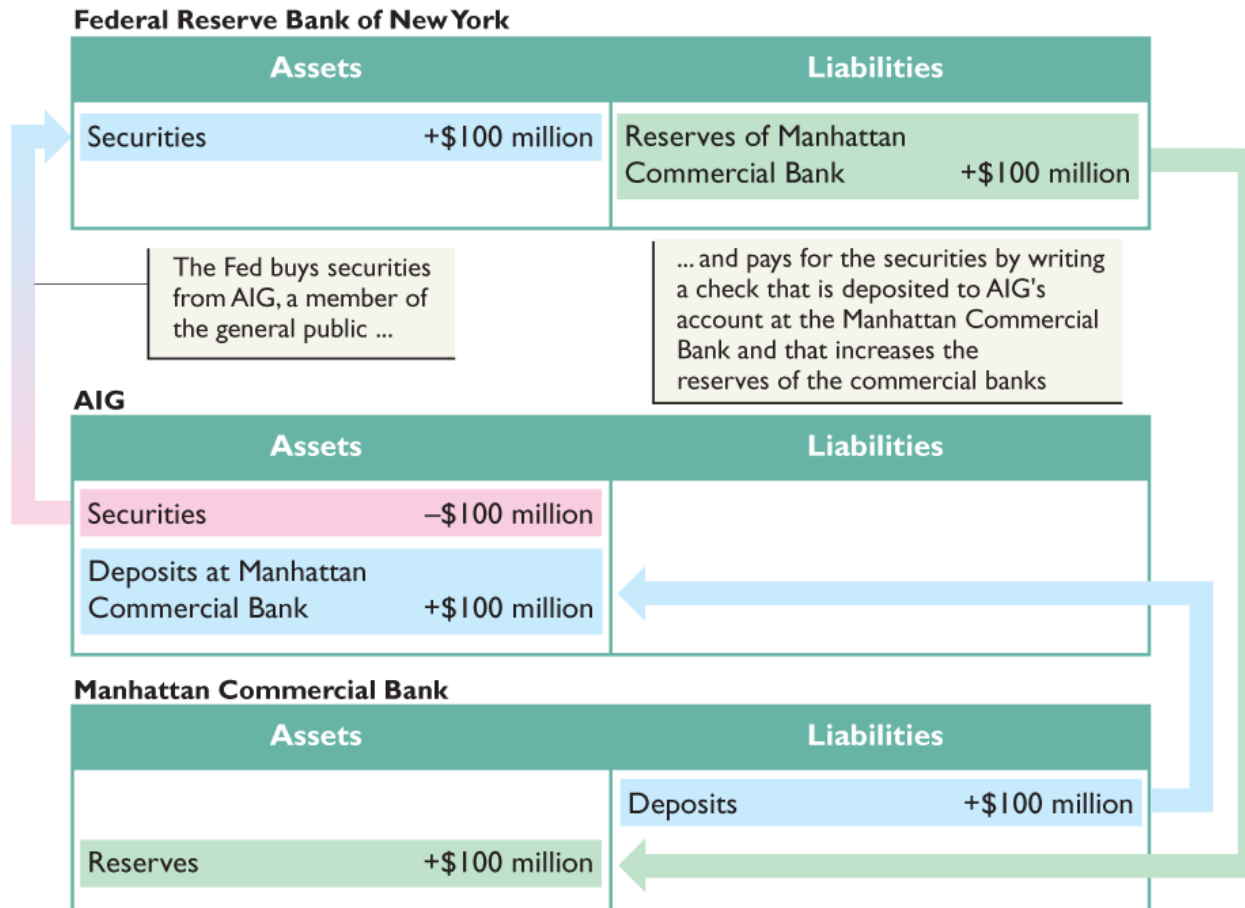 Federal Reserve Bank of New York
Assets
Liabilities
Securities +$100 million
Reserves of Manhattan
Commercial Bank +$100 million
The Fed buys securities
from AIG, a member of
the general public ...
... and pays for the securities by writing
a check that is deposited to AIG's
account at the Manhattan Commercial
Bank and that increases the
reserves of the commercial banks
AIG
Assets
Liabilities
Securities –$100 million
Deposits at Manhattan
Commercial Bank +$100 million
Manhattan Commercial Bank
Assets
Liabilities
Deposits +$100 million
Reserves +$100 million